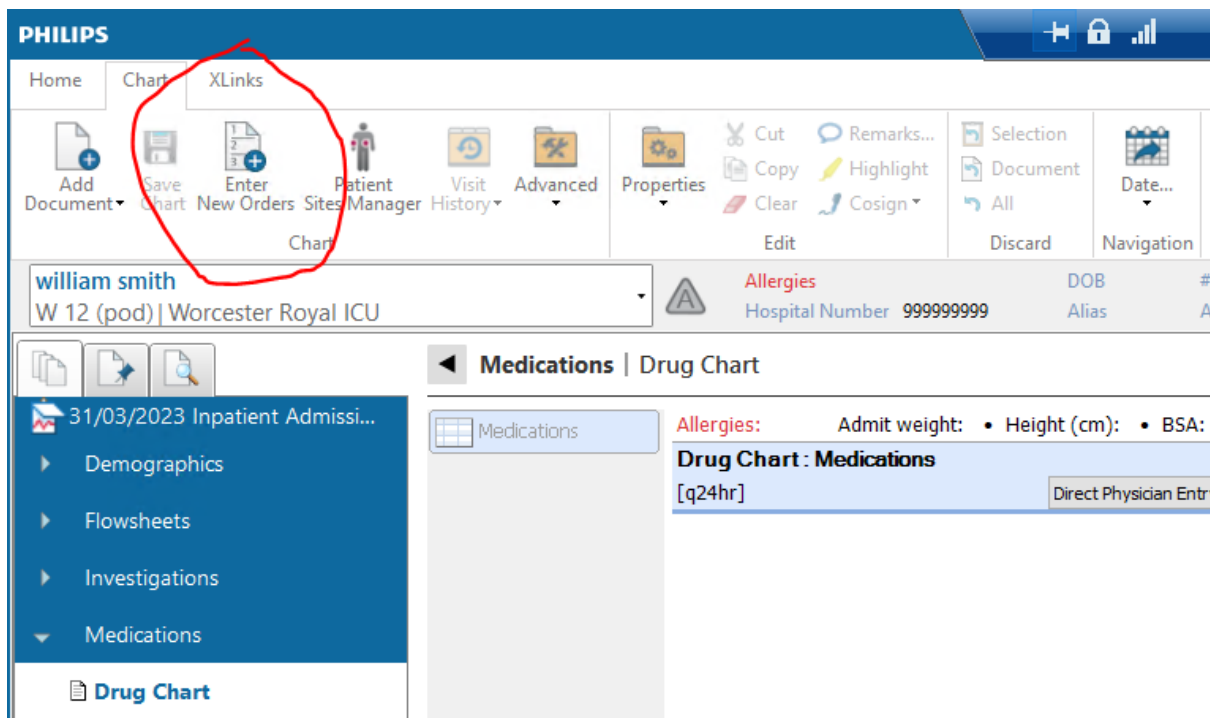 PHILIPS
Home Chart XLinks
Add Document
Save Chart
Enter New Orders
Patient Sites Manager
Visit History
Advanced
Chart
Properties
Cut
Copy
Clear
Remarks...
Highlight
Cosign
Edit
Selection
Document
All
Discard
Date...
Navigation
william smith
W 12 (pod) | Worcester Royal ICU
Allergies DOB #
Hospital Number 999999999 Alias A
Medications | Drug Chart
31/03/2023 Inpatient Admissi...
Demographics
Flowsheets
Investigations
Medications
Drug Chart
Medications
Allergies: Admit weight: • Height (cm): • BSA:
Drug Chart : Medications
[q24hr] Direct Physician Entr